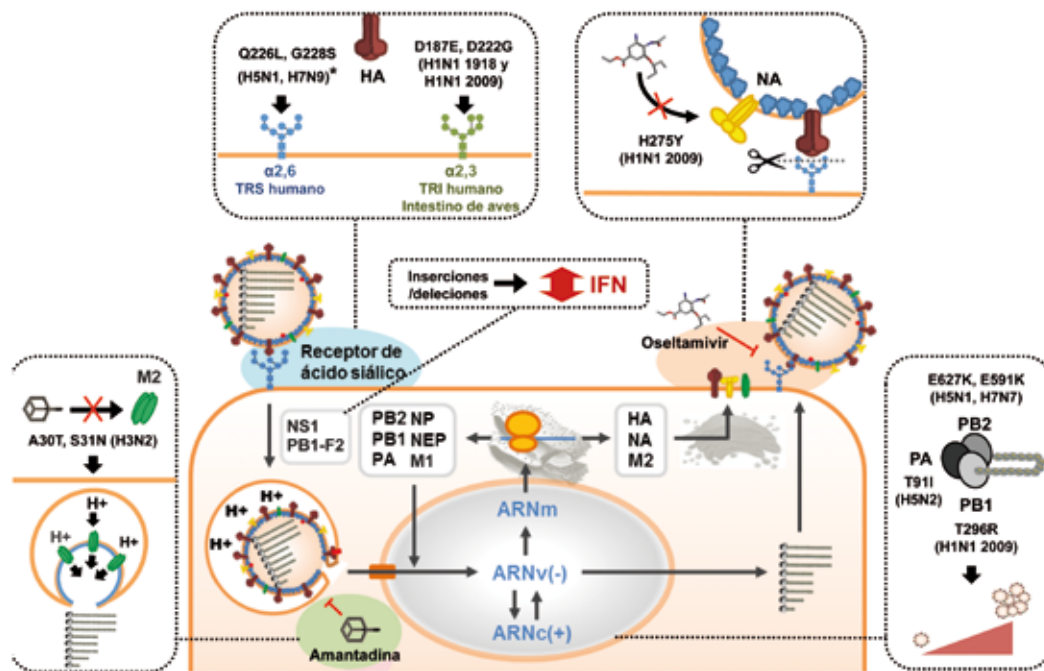 Q226L, G228S
(H5N1, H7N9)*
HA
D187E, D222G
(H1N1 1918 y
H1N1 2009)
α2,6
TRS humano
α2,3
TRI humano
Intestino de aves
NA
H275Y
(H1N1 2009)
Inserciones
/deleciones
IFN
Receptor de
ácido siálico
Oseltamivir
M2
A30T, S31N (H3N2)
H+
H+
H+
NS1
PB1-F2
PB2 NP
PB1 NEP
PA M1
HA
NA
M2
H+
H+
H+
ARNm
ARNv(-)
ARNc(+)
Amantadina
E627K, E591K
(H5N1, H7N7)
PB2
PA
T91I
(H5N2)
PB1
T296R
(H1N1 2009)